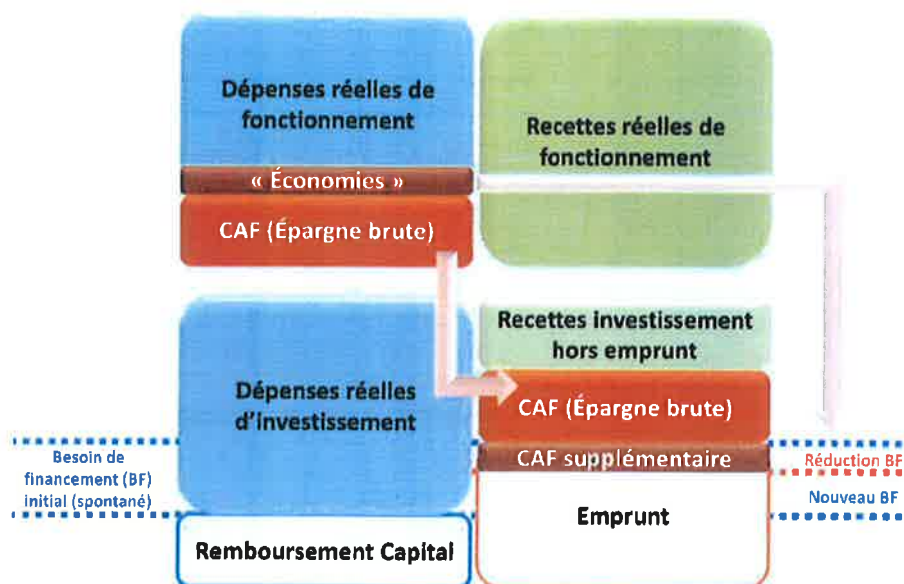 Dépenses réelles de
fonctionnement
« Économies »
CAF (Épargne brute)
Recettes réelles de
fonctionnement
Dépenses réelles
d'investissement
Recettes investissement
hors emprunt
CAF (Épargne brute)
CAF supplémentaire
Emprunt
Remboursement Capital
Besoin de
financement (BF)
initial (spontané)
Réduction BF
Nouveau BF